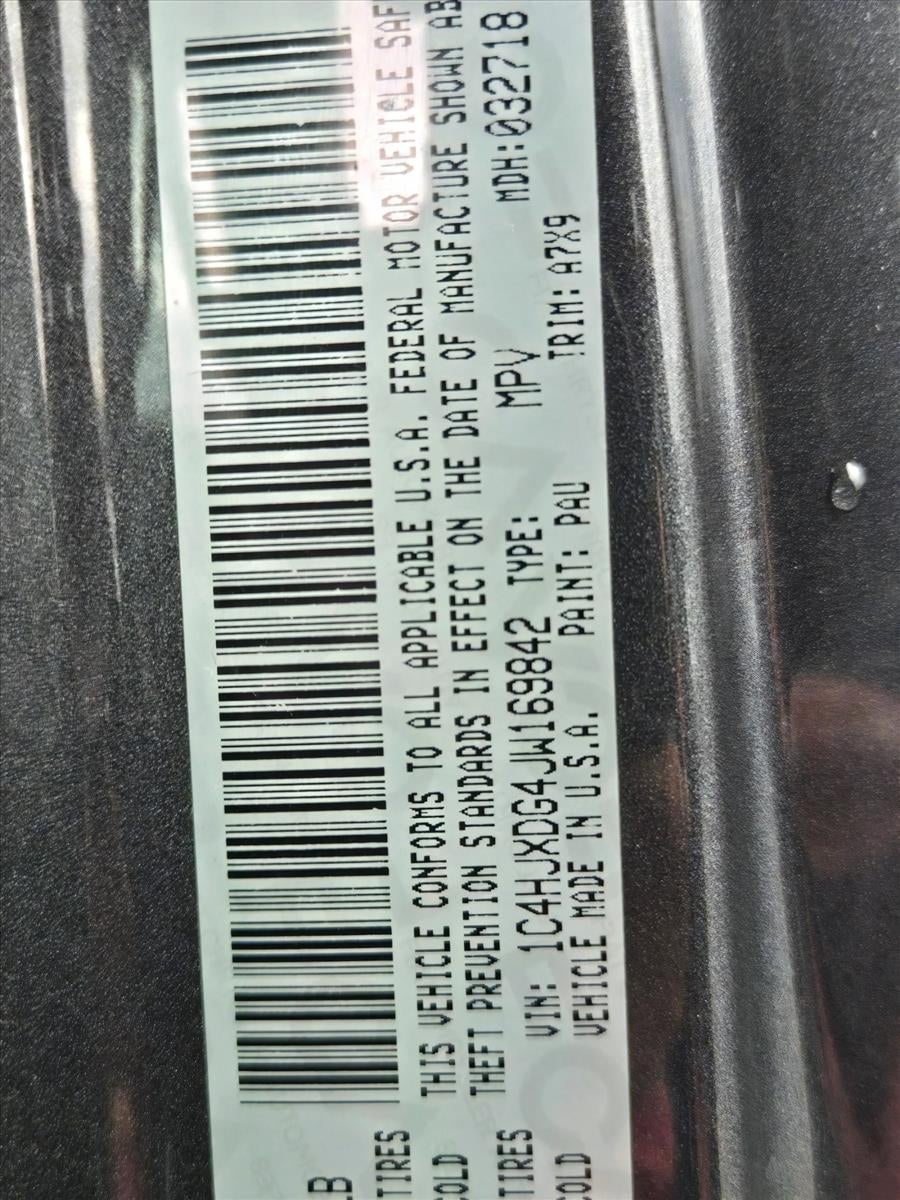 LB
TIRES
COLD
TIRES
COLD
THIS VEHICLE CONFORMS TO ALL APPLICABLE U.S.A. FEDERAL MOTOR VEHICLE SAF
THEFT PREVENTION STANDARDS IN EFFECT ON THE DATE OF MANUFACTURE SHOWN AB
VIN: 1C4HJXDG4JW169842 TYPE: MPV MDH:032718
VEHICLE MADE IN U.S.A. PAINT: PAU TRIM: A7X9